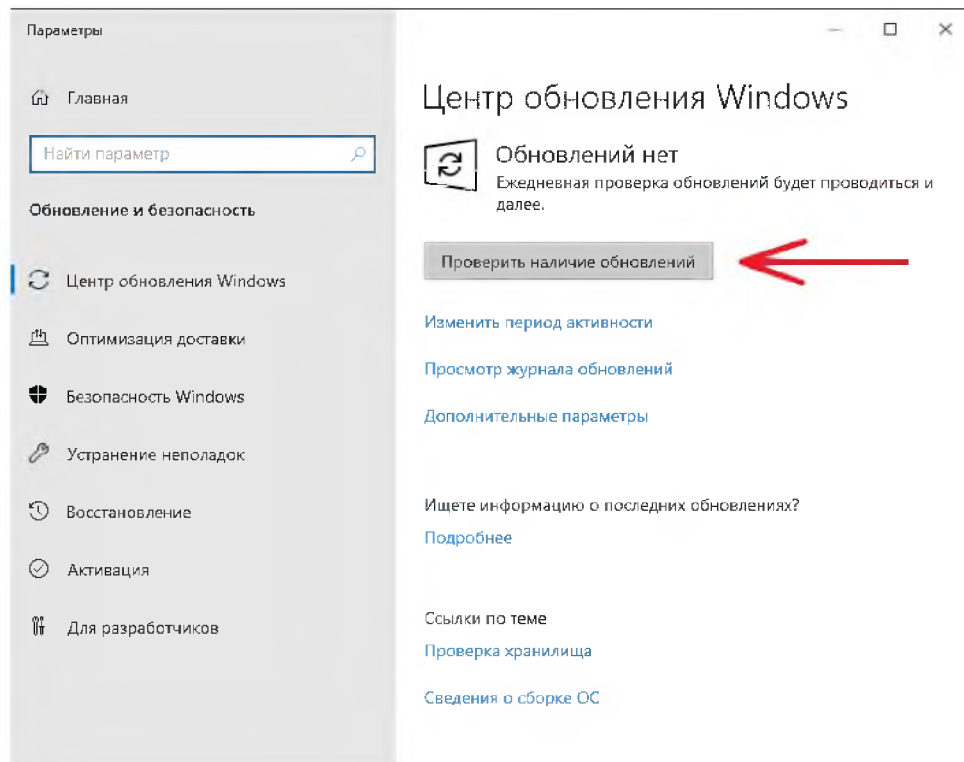 Параметры
Главная
Найти параметр
Обновление и безопасность
Центр обновления Windows
Оптимизация доставки
Безопасность Windows
Устранение неполадок
Восстановление
Активация
Для разработчиков
Центр обновления Windows
Обновлений нет
Ежедневная проверка обновлений будет проводиться и
далее.
Проверить наличие обновлений
Изменить период активности
Просмотр журнала обновлений
Дополнительные параметры
Ищете информацию о последних обновлениях?
Подробнее
Ссылки по теме
Проверка хранилища
Сведения о сборке ОС